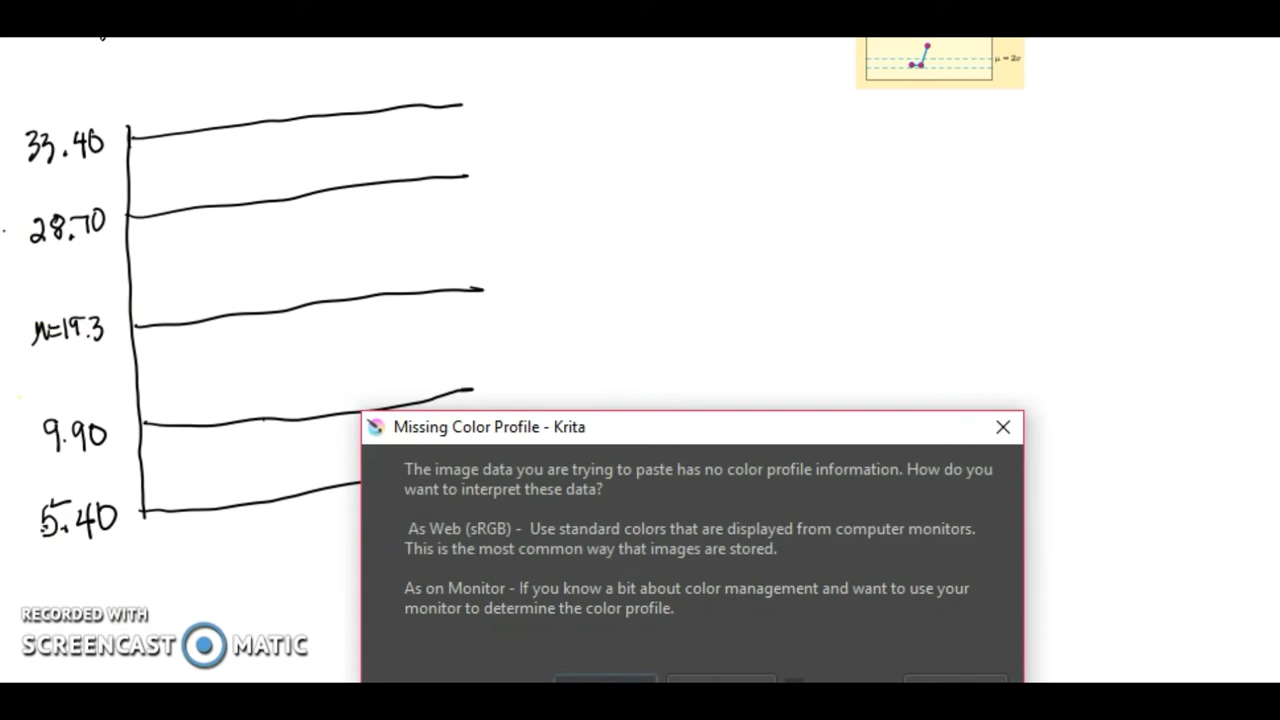 μ = 2σ
33.40
28.70
μ=19.3
9.90
5.40
Missing Color Profile - Krita
The image data you are trying to paste has no color profile information. How do you
want to interpret these data?
As Web (sRGB) - Use standard colors that are displayed from computer monitors.
This is the most common way that images are stored.
As on Monitor - If you know a bit about color management and want to use your
monitor to determine the color profile.
RECORDED WITH
SCREENCAST MATIC